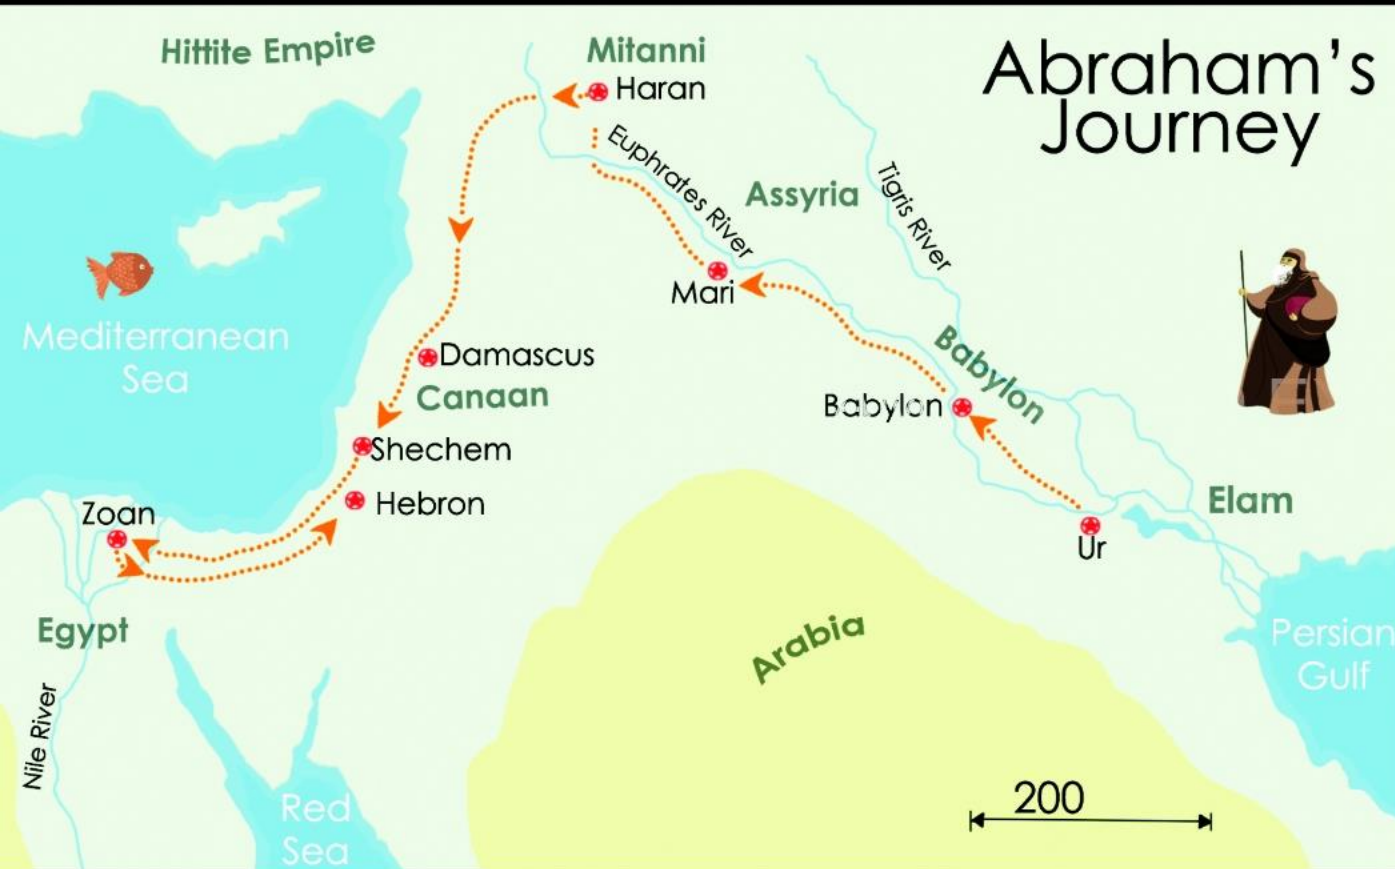 Abraham's
Journey
Hittite Empire
Mitanni
Haran
Euphrates River
Assyria
Tigris River
Mari
Mediterranean
Sea
Damascus
Canaan
Babylon
Babylon
Shechem
Hebron
Zoan
Elam
Ur
Egypt
Arabia
Persian
Gulf
Nile River
Red
Sea
200